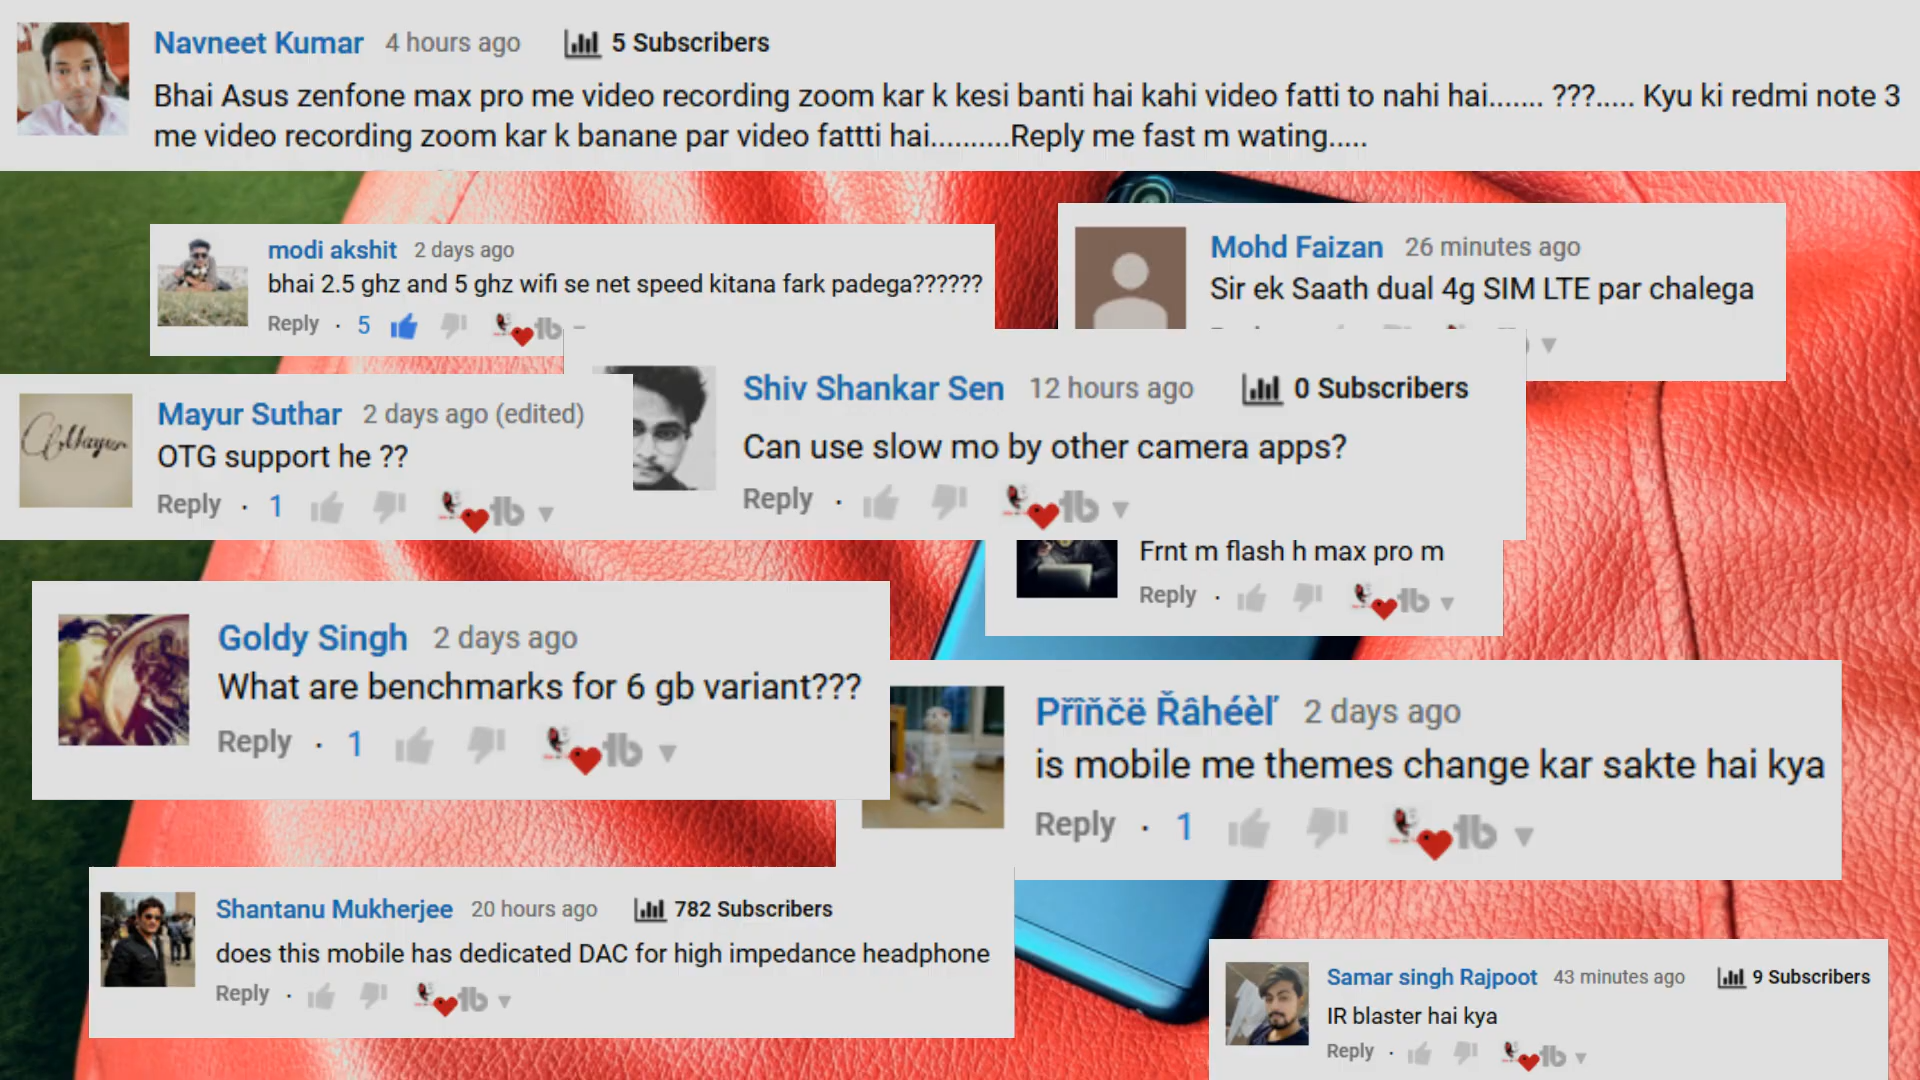 Navneet Kumar 4 hours ago 5 Subscribers
Bhai Asus zenfone max pro me video recording zoom kar k kesi banti hai kahi video fatti to nahi hai....... ???..... Kyu ki redmi note 3
me video recording zoom kar k banane par video fattti hai..........Reply me fast m wating.....
modi akshit 2 days ago
bhai 2.5 ghz and 5 ghz wifi se net speed kitana fark padega??????
Reply · 5
Mohd Faizan 26 minutes ago
Sir ek Saath dual 4g SIM LTE par chalega
Mayur Suthar 2 days ago (edited)
OTG support he ??
Reply · 1 tb
Shiv Shankar Sen 12 hours ago 0 Subscribers
Can use slow mo by other camera apps?
Reply · tb
Frnt m flash h max pro m
Reply · tb
Goldy Singh 2 days ago
What are benchmarks for 6 gb variant???
Reply · 1 tb
Přîňčë Řâhéèľ 2 days ago
is mobile me themes change kar sakte hai kya
Reply · 1 tb
Shantanu Mukherjee 20 hours ago 782 Subscribers
does this mobile has dedicated DAC for high impedance headphone
Reply · tb
Samar singh Rajpoot 43 minutes ago 9 Subscribers
IR blaster hai kya
Reply · tb